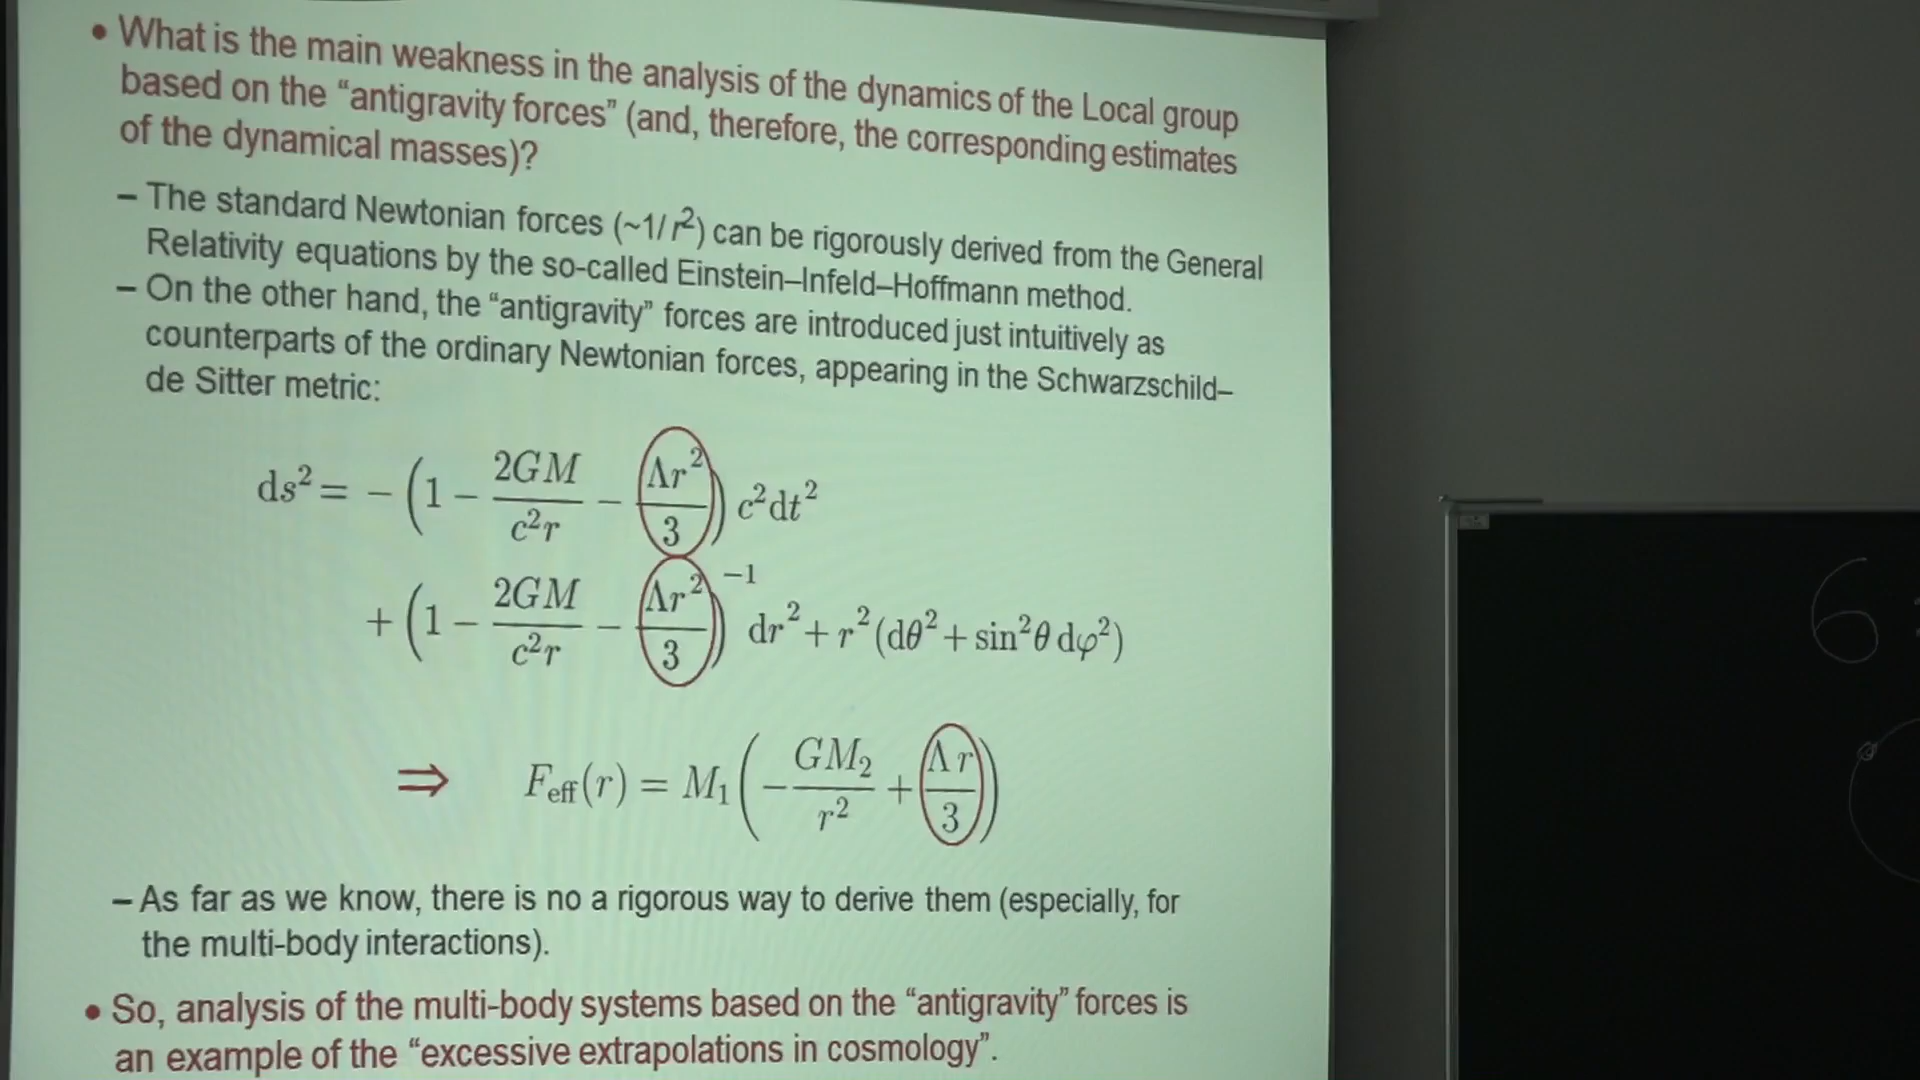 • What is the main weakness in the analysis of the dynamics of the Local group
based on the “antigravity forces” (and, therefore, the corresponding estimates
of the dynamical masses)?
– The standard Newtonian forces (~1/r²) can be rigorously derived from the General
Relativity equations by the so-called Einstein–Infeld–Hoffmann method.
– On the other hand, the “antigravity” forces are introduced just intuitively as
counterparts of the ordinary Newtonian forces, appearing in the Schwarzschild–
de Sitter metric:
ds² = − (1 − 2GM/c²r − Λr²/3) c²dt²
+ (1 − 2GM/c²r − Λr²/3)⁻¹ dr² + r² (dθ² + sin²θ dφ²)
⇒ F_eff(r) = M₁ (− GM₂/r² + Λr/3)
– As far as we know, there is no a rigorous way to derive them (especially, for
the multi-body interactions).
• So, analysis of the multi-body systems based on the “antigravity” forces is
an example of the “excessive extrapolations in cosmology”.
6